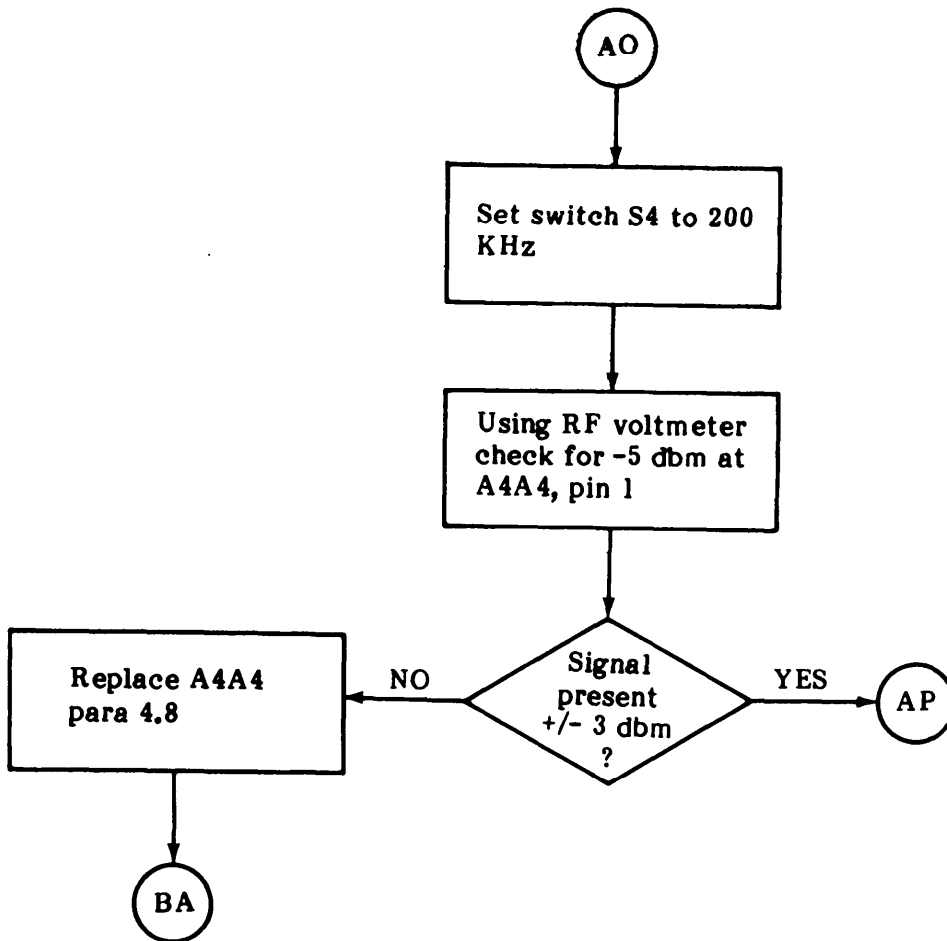 AO
Set switch S4 to 200
KHz
Using RF voltmeter
check for -5 dbm at
A4A4, pin 1
Signal
present
+/- 3 dbm
?
NO
YES
Replace A4A4
para 4.8
AP
BA